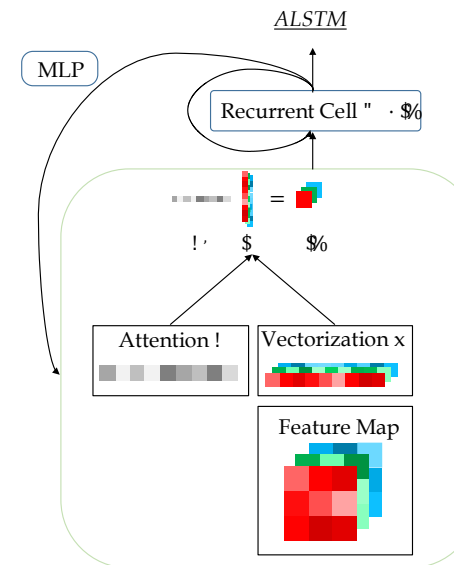 ALSTM
MLP
Recurrent Cell " · $%
=
! ′ $ $%
Attention !
Vectorization x
Feature Map